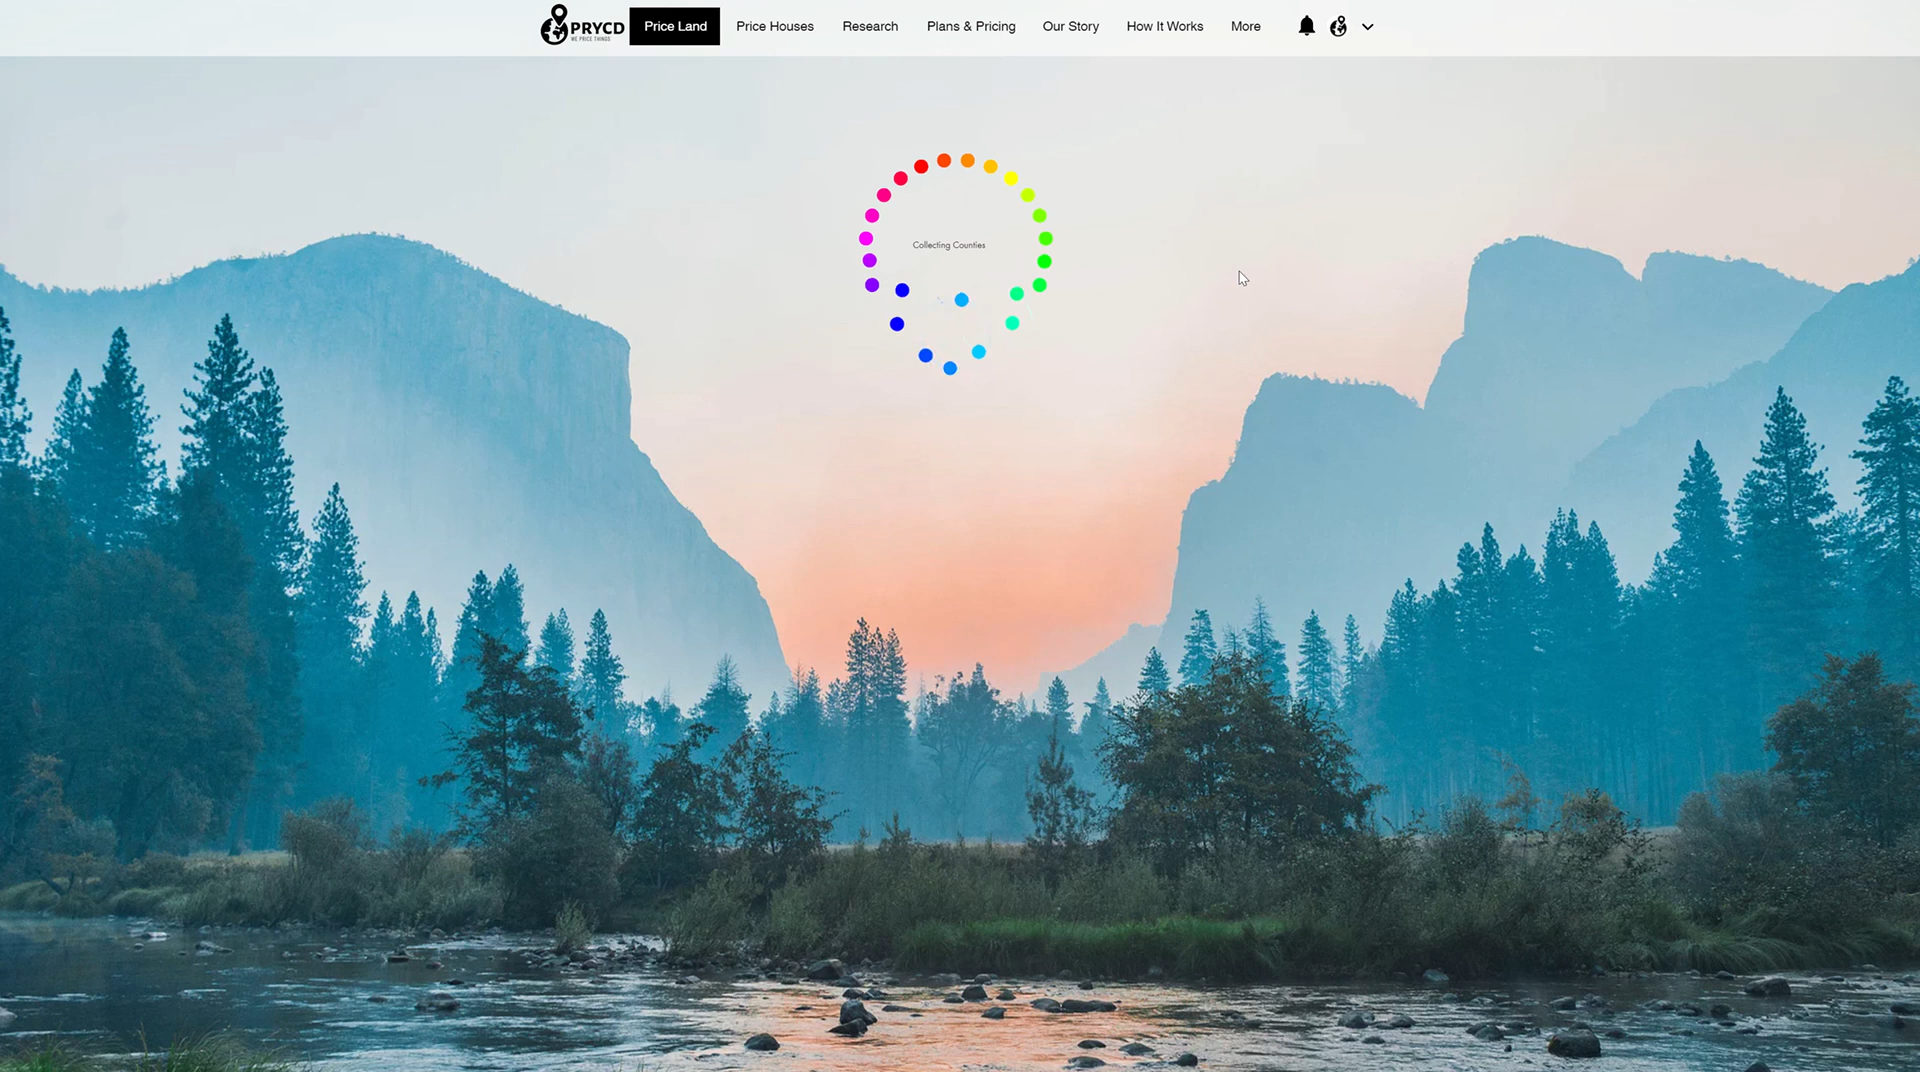 PRYCD
WE PRICE THINGS
Price Land
Price Houses
Research
Plans & Pricing
Our Story
How It Works
More
Collecting Counties